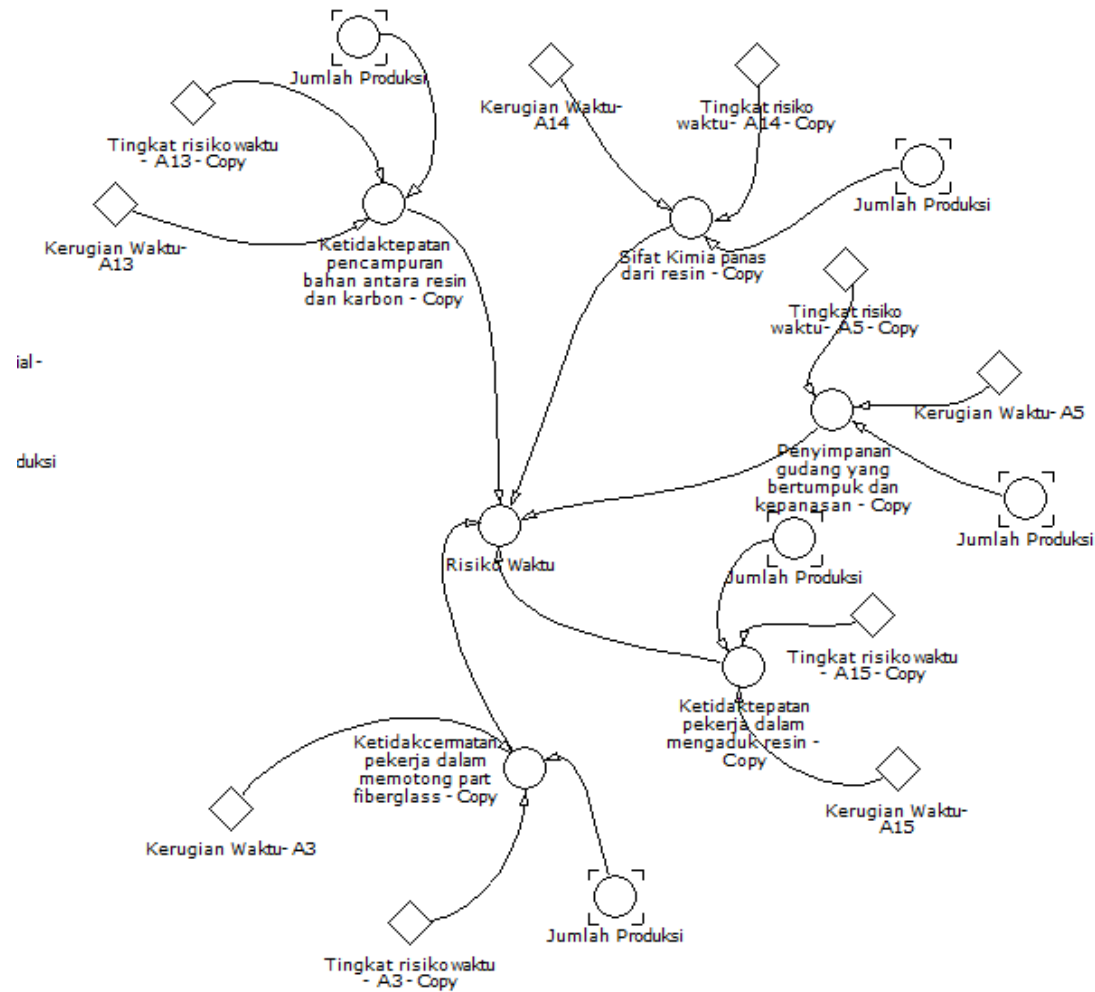 Jumlah Produksi
Kerugian Waktu-
A14
Tingkat risiko
waktu- A14 - Copy
Tingkat risiko waktu
- A13 - Copy
Jumlah Produksi
Kerugian Waktu-
A13
Ketidaktepatan
pencampuran
bahan antara resin
dan karbon - Copy
Sifat Kimia panas
dari resin - Copy
Tingkat risiko
waktu- A5 - Copy
ial -
Kerugian Waktu- A5
duksi
Penyimpanan
gudang yang
bertumpuk dan
kepanasan - Copy
Jumlah Produksi
Risiko Waktu
Jumlah Produksi
Tingkat risiko waktu
- A15 - Copy
Ketidaktepatan
pekerja dalam
mengaduk resin -
Copy
Ketidakcermatan
pekerja dalam
memotong part
fiberglass - Copy
Kerugian Waktu-
A15
Kerugian Waktu- A3
Jumlah Produksi
Tingkat risiko waktu
- A3 - Copy